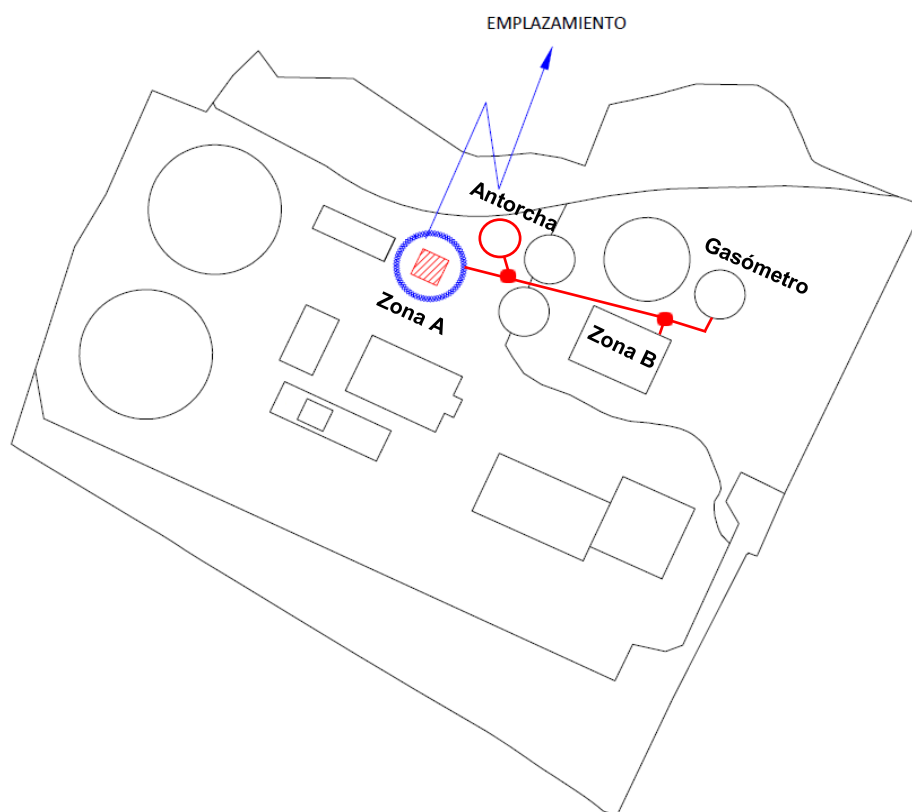 EMPLAZAMIENTO
Antorcha
Gasómetro
Zona A
Zona B